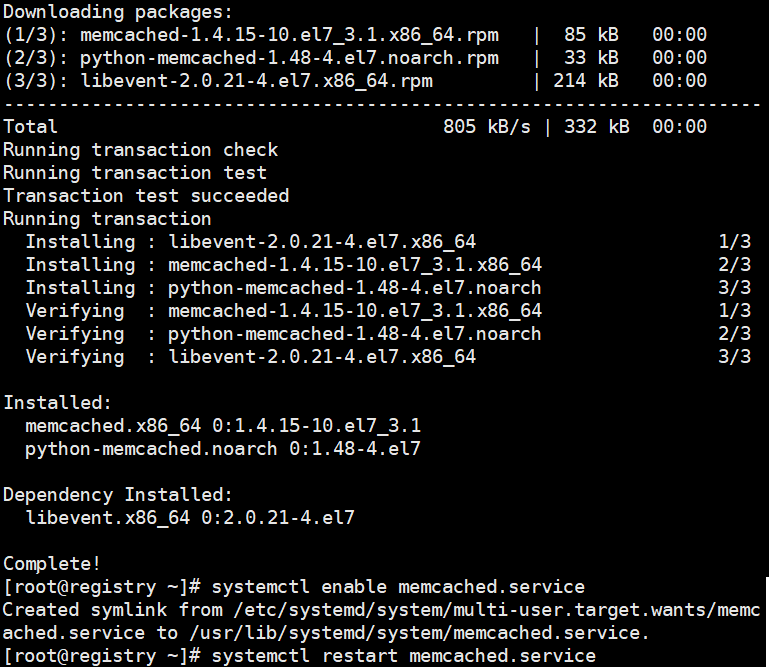 Downloading packages:
(1/3): memcached-1.4.15-10.el7_3.1.x86_64.rpm   |  85 kB   00:00
(2/3): python-memcached-1.48-4.el7.noarch.rpm   |  33 kB   00:00
(3/3): libevent-2.0.21-4.el7.x86_64.rpm         | 214 kB   00:00
---------------------------------------------------------------------
Total                                   805 kB/s | 332 kB  00:00
Running transaction check
Running transaction test
Transaction test succeeded
Running transaction
  Installing : libevent-2.0.21-4.el7.x86_64                      1/3
  Installing : memcached-1.4.15-10.el7_3.1.x86_64                2/3
  Installing : python-memcached-1.48-4.el7.noarch                3/3
  Verifying  : memcached-1.4.15-10.el7_3.1.x86_64                1/3
  Verifying  : python-memcached-1.48-4.el7.noarch                2/3
  Verifying  : libevent-2.0.21-4.el7.x86_64                      3/3

Installed:
  memcached.x86_64 0:1.4.15-10.el7_3.1
  python-memcached.noarch 0:1.48-4.el7

Dependency Installed:
  libevent.x86_64 0:2.0.21-4.el7

Complete!
[root@registry ~]# systemctl enable memcached.service
Created symlink from /etc/systemd/system/multi-user.target.wants/memc
ached.service to /usr/lib/systemd/system/memcached.service.
[root@registry ~]# systemctl restart memcached.service